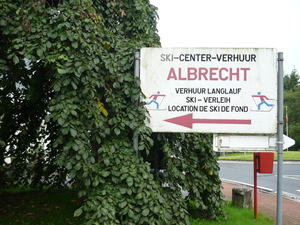 SKI-CENTER-VERHUUR
ALBRECHT
VERHUUR LANGLAUF
SKI - VERLEIH
LOCATION DE SKI DE FOND